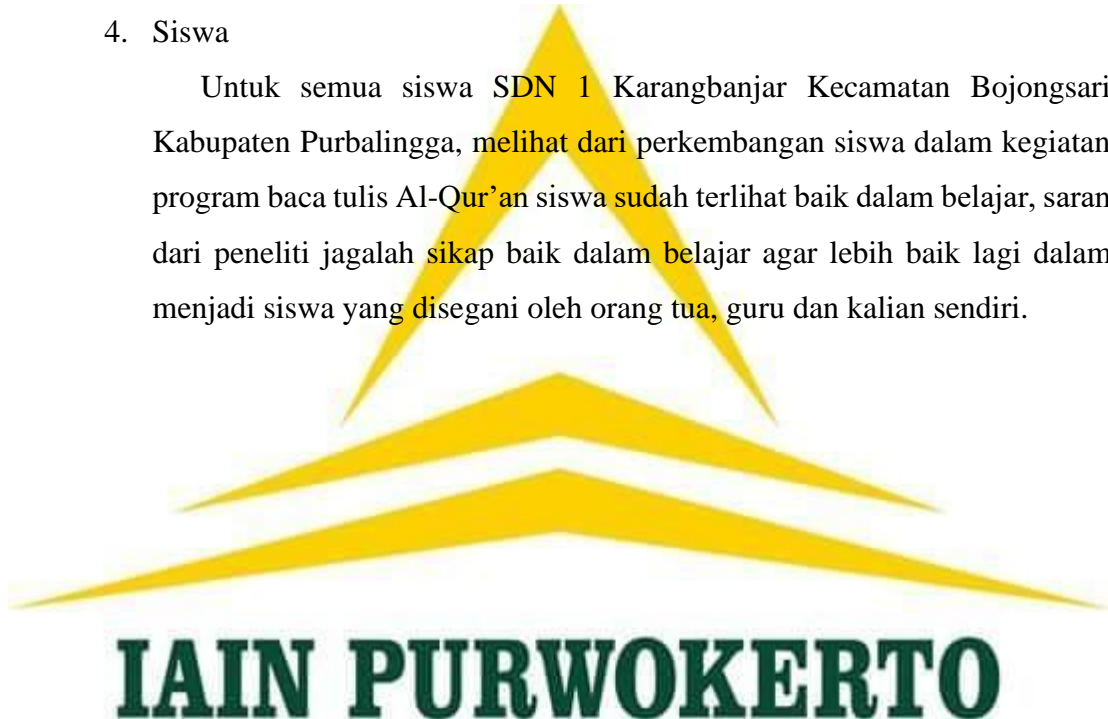 4. Siswa
Untuk semua siswa SDN 1 Karangbanjar Kecamatan Bojongsari
Kabupaten Purbalingga, melihat dari perkembangan siswa dalam kegiatan
program baca tulis Al-Qur’an siswa sudah terlihat baik dalam belajar, saran
dari peneliti jagalah sikap baik dalam belajar agar lebih baik lagi dalam
menjadi siswa yang disegani oleh orang tua, guru dan kalian sendiri.
IAIN PURWOKERTO